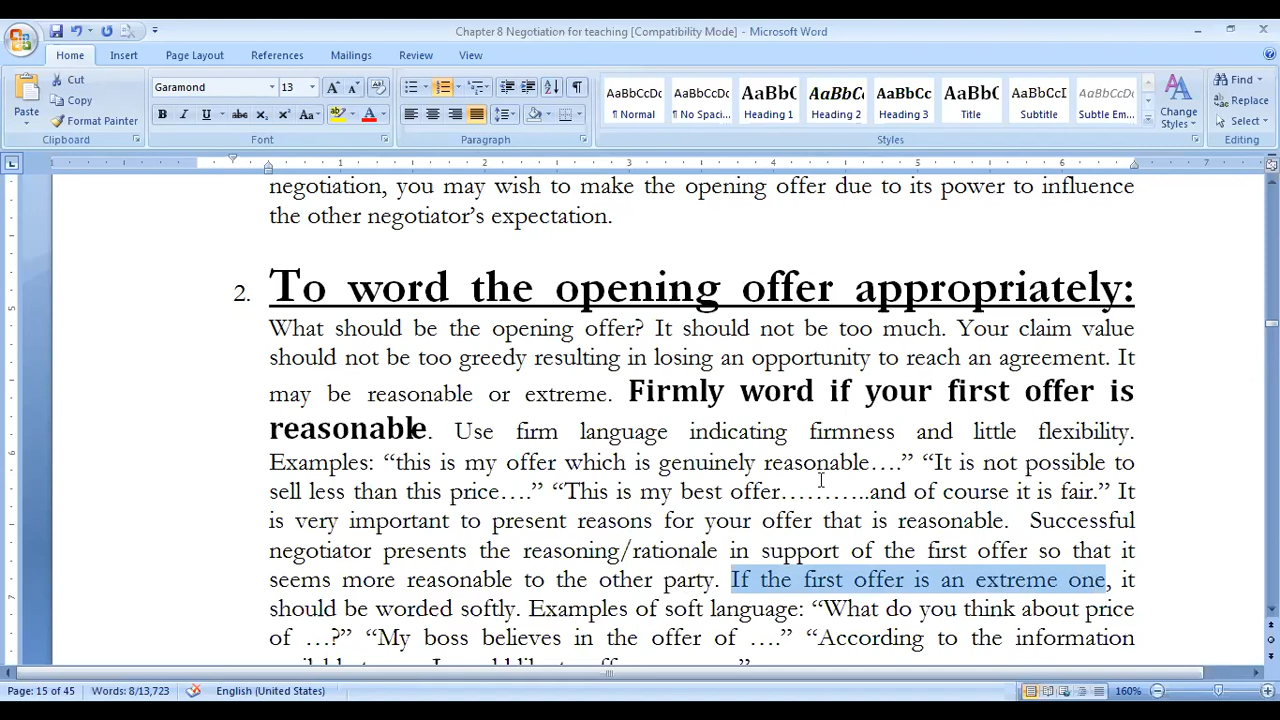 Chapter 8 Negotiation for teaching [Compatibility Mode] - Microsoft Word
Home Insert Page Layout References Mailings Review View
Paste
Cut
Copy
Format Painter
Clipboard
Garamond 13
Font
Paragraph
AaBbCcDc AaBbCcDc AaBbC AaBbCc AaBbCc AaBbC AaBbCcI AaBbCcDc
¶ Normal ¶ No Spaci... Heading 1 Heading 2 Heading 3 Title Subtitle Subtle Em...
Styles
Change Styles
Find
Replace
Select
Editing
1 1 2 3 4 5 6 7
negotiation, you may wish to make the opening offer due to its power to influence
the other negotiator's expectation.
2. To word the opening offer appropriately:
What should be the opening offer? It should not be too much. Your claim value
should not be too greedy resulting in losing an opportunity to reach an agreement. It
may be reasonable or extreme. Firmly word if your first offer is
reasonable. Use firm language indicating firmness and little flexibility.
Examples: “this is my offer which is genuinely reasonable….” “It is not possible to
sell less than this price….” “This is my best offer………..and of course it is fair.” It
is very important to present reasons for your offer that is reasonable. Successful
negotiator presents the reasoning/rationale in support of the first offer so that it
seems more reasonable to the other party. If the first offer is an extreme one, it
should be worded softly. Examples of soft language: “What do you think about price
of …?” “My boss believes in the offer of ….” “According to the information
Page: 15 of 45 Words: 8/13,723 English (United States) 160%